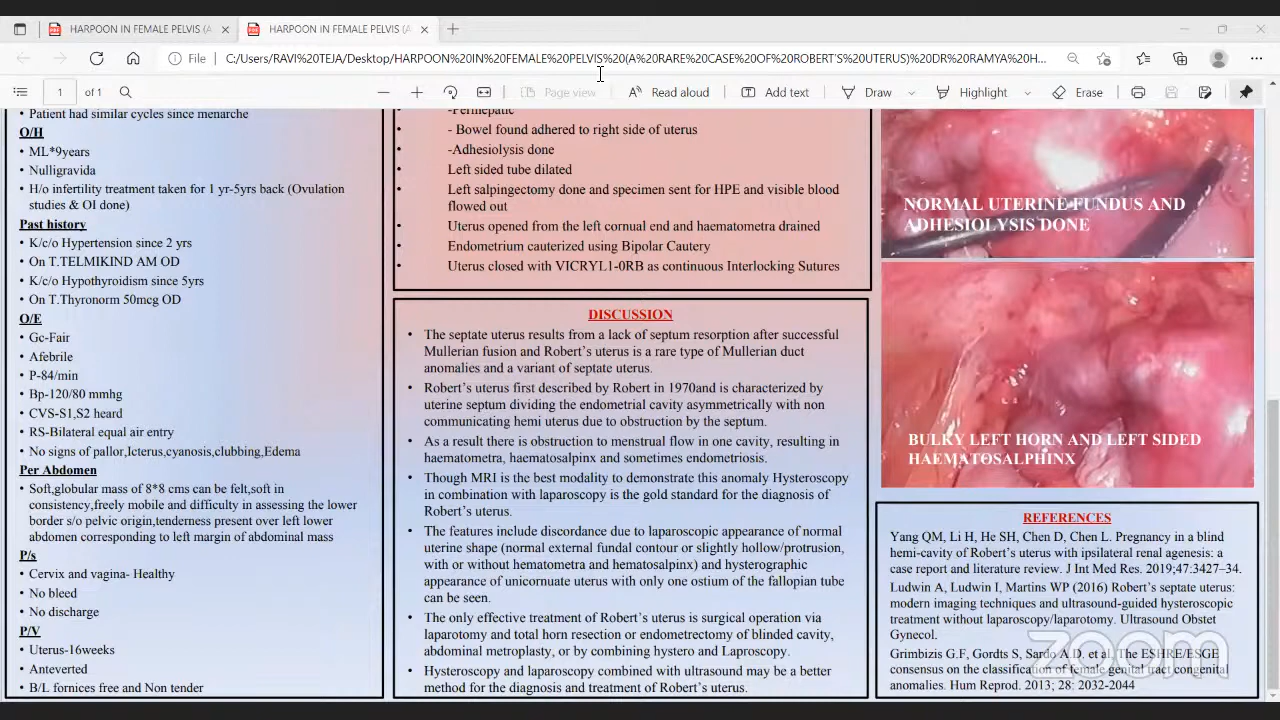 HARPOON IN FEMALE PELVIS (A
HARPOON IN FEMALE PELVIS (A
File
C:/Users/RAVI%20TEJA/Desktop/HARPOON%20IN%20FEMALE%20PELVIS%20(A%20RARE%20CASE%20OF%20ROBERT'S%20UTERUS)%20DR%20RAMYA%20H...
1 of 1
Page view
Read aloud
Add text
Draw
Highlight
Erase
• Patient had similar cycles since menarche
O/H
• ML*9years
• Nulligravida
• H/o infertility treatment taken for 1 yr-5yrs back (Ovulation
studies & OI done)
Past history
• K/c/o Hypertension since 2 yrs
• On T.TELMIKIND AM OD
• K/c/o Hypothyroidism since 5yrs
• On T.Thyronorm 50mcg OD
O/E
• Gc-Fair
• Afebrile
• P-84/min
• Bp-120/80 mmhg
• CVS-S1,S2 heard
• RS-Bilateral equal air entry
• No signs of pallor,Icterus,cyanosis,clubbing,Edema
Per Abdomen
• Soft,globular mass of 8*8 cms can be felt,soft in
consistency,freely mobile and difficulty in assessing the lower
border s/o pelvic origin,tenderness present over left lower
abdomen corresponding to left margin of abdominal mass
P/s
• Cervix and vagina- Healthy
• No bleed
• No discharge
P/V
• Uterus-16weeks
• Anteverted
• B/L fornices free and Non tender
• -Perihepatic
• - Bowel found adhered to right side of uterus
• -Adhesiolysis done
• Left sided tube dilated
• Left salpingectomy done and specimen sent for HPE and visible blood
flowed out
• Uterus opened from the left cornual end and haematometra drained
• Endometrium cauterized using Bipolar Cautery
• Uterus closed with VICRYL1-0RB as continuous Interlocking Sutures
DISCUSSION
• The septate uterus results from a lack of septum resorption after successful
Mullerian fusion and Robert's uterus is a rare type of Mullerian duct
anomalies and a variant of septate uterus.
• Robert's uterus first described by Robert in 1970and is characterized by
uterine septum dividing the endometrial cavity asymmetrically with non
communicating hemi uterus due to obstruction by the septum.
• As a result there is obstruction to menstrual flow in one cavity, resulting in
haematometra, haematosalpinx and sometimes endometriosis.
• Though MRI is the best modality to demonstrate this anomaly Hysteroscopy
in combination with laparoscopy is the gold standard for the diagnosis of
Robert's uterus.
• The features include discordance due to laparoscopic appearance of normal
uterine shape (normal external fundal contour or slightly hollow/protrusion,
with or without hematometra and hematosalpinx) and hysterographic
appearance of unicornuate uterus with only one ostium of the fallopian tube
can be seen.
• The only effective treatment of Robert's uterus is surgical operation via
laparotomy and total horn resection or endometrectomy of blinded cavity,
abdominal metroplasty, or by combining hystero and Laproscopy.
• Hysteroscopy and laparoscopy combined with ultrasound may be a better
method for the diagnosis and treatment of Robert's uterus.
NORMAL UTERINE FUNDUS AND
ADHESIOLYSIS DONE
BULKY LEFT HORN AND LEFT SIDED
HAEMATOSALPHINX
REFERENCES
Yang QM, Li H, He SH, Chen D, Chen L. Pregnancy in a blind
hemi-cavity of Robert's uterus with ipsilateral renal agenesis: a
case report and literature review. J Int Med Res. 2019;47:3427–34.
Ludwin A, Ludwin I, Martins WP (2016) Robert's septate uterus:
modern imaging techniques and ultrasound-guided hysteroscopic
treatment without laparoscopy/laparotomy. Ultrasound Obstet
Gynecol.
Grimbizis G.F, Gordts S, Sardo A.D. et al. The ESHRE/ESGE
consensus on the classification of female genital tract congenital
anomalies. Hum Reprod. 2013; 28: 2032-2044
zoom